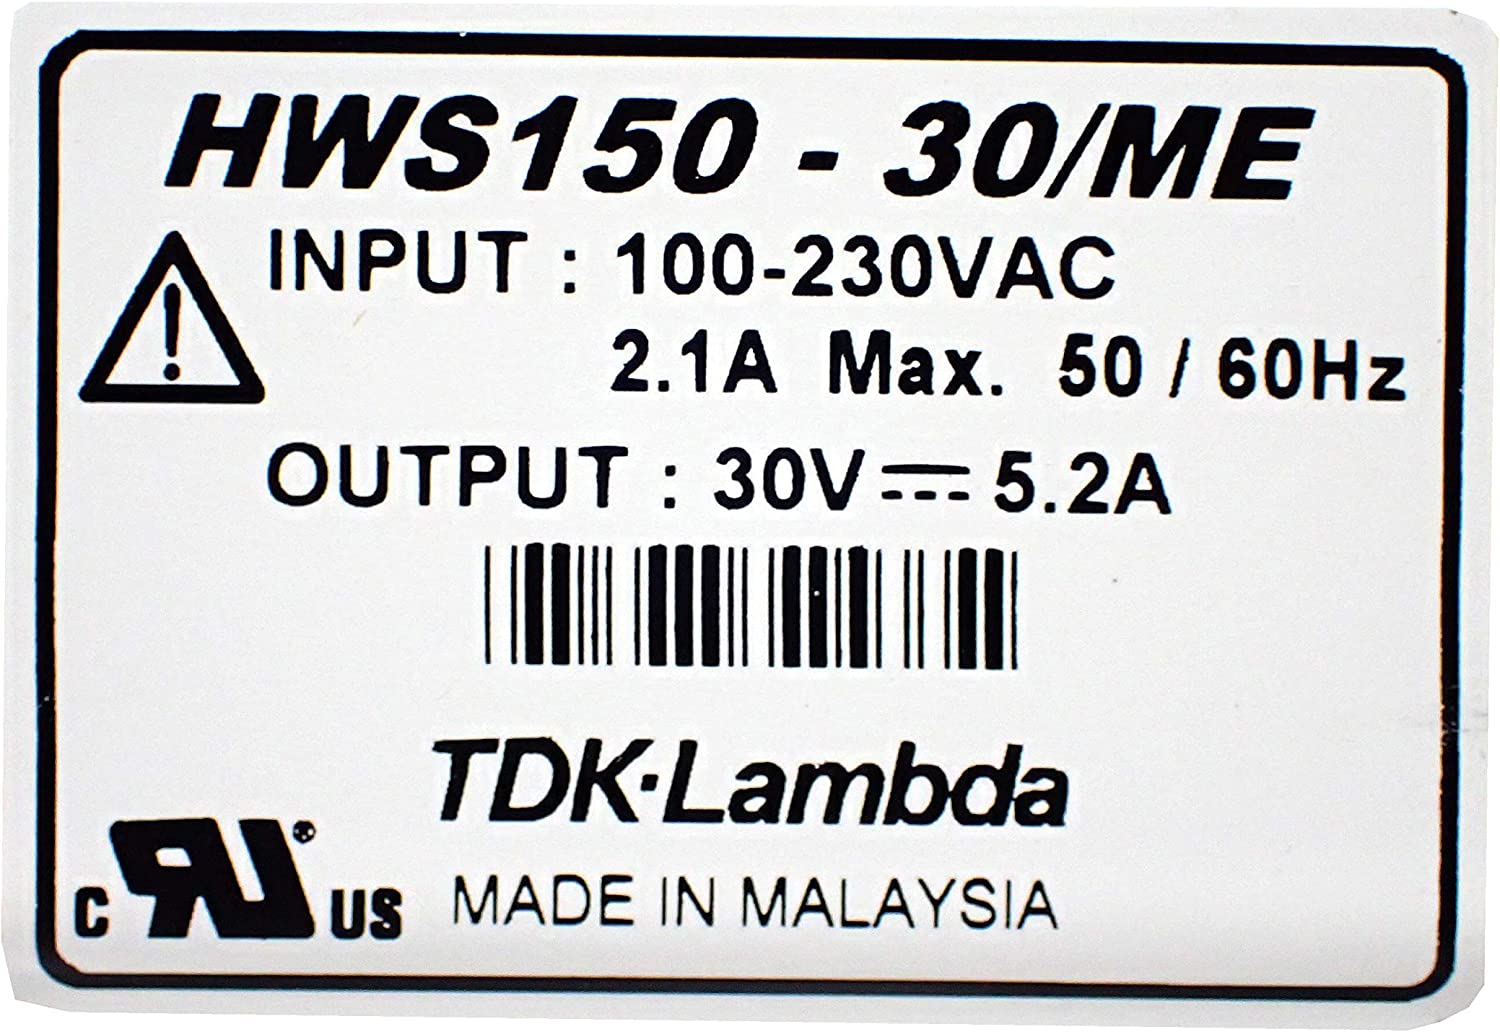 HWS150 - 30/ME
INPUT : 100-230VAC
2.1A Max. 50 / 60Hz
OUTPUT : 30V⎓5.2A
TDK·Lambda
C RU US
MADE IN MALAYSIA